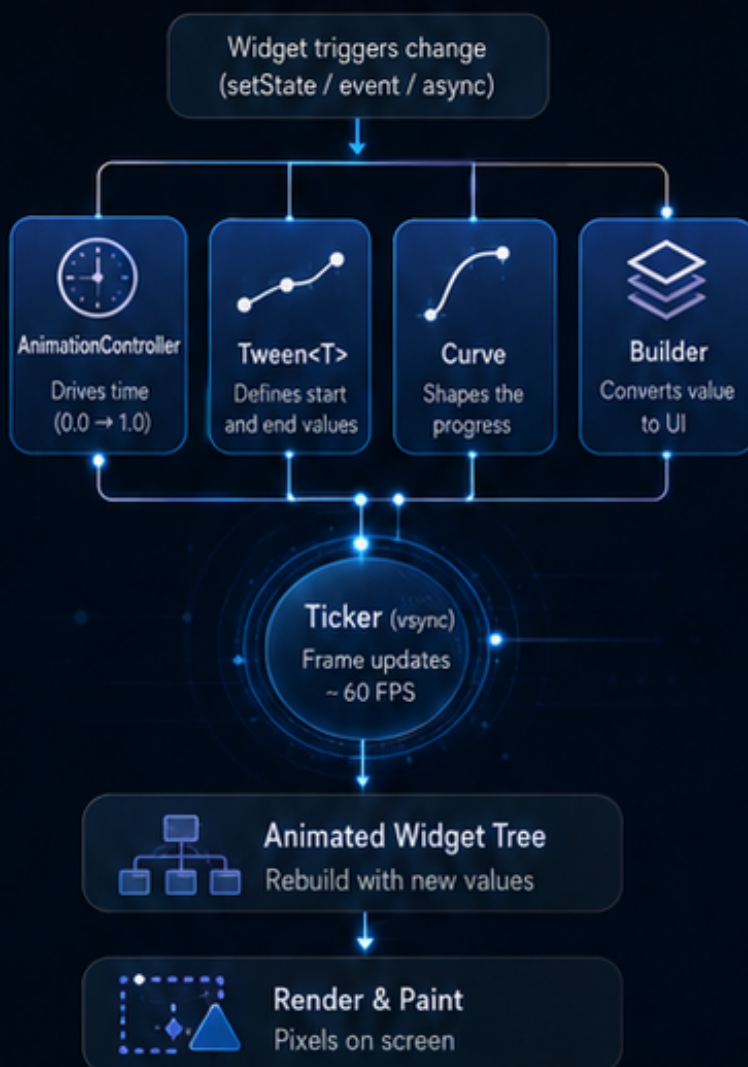 Widget triggers change
(setState / event / async)
AnimationController
Drives time
(0.0 → 1.0)
Tween<T>
Defines start
and end values
Curve
Shapes the
progress
Builder
Converts value
to UI
Ticker (vsync)
Frame updates
~ 60 FPS
Animated Widget Tree
Rebuild with new values
Render & Paint
Pixels on screen